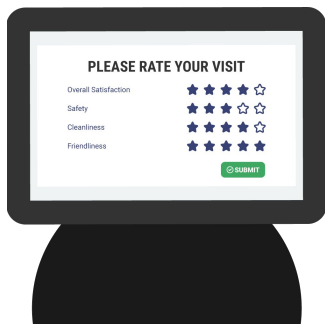 PLEASE RATE YOUR VISIT
Overall Satisfaction
Safety
Cleanliness
Friendliness
SUBMIT